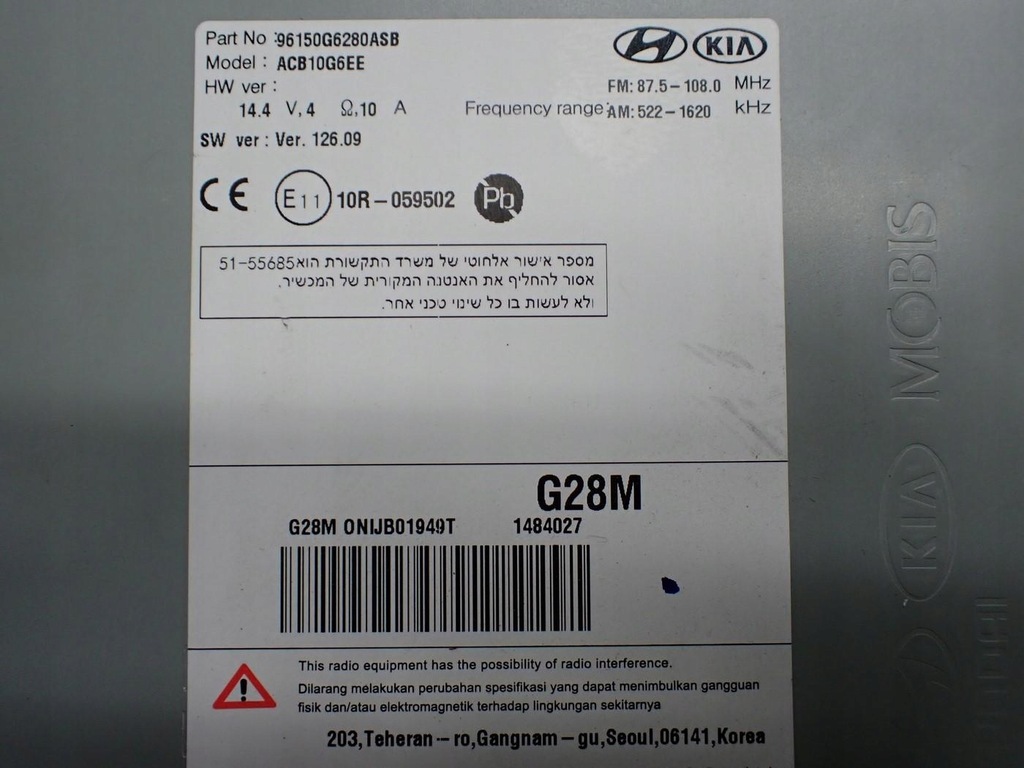 Part No :96150G6280ASB
KIA
Model : ACB10G6EE
HW ver :
FM: 87.5-108.0 MHz
14.4 V, 4 Ω, 10 A
Frequency range: AM: 522-1620 kHz
SW ver : Ver. 126.09
CE E11 10R-059502 Pb
מספר אישור אלחוטי של משרד התקשורת הוא 51-55685
אסור להחליף את האנטנה המקורית של המכשיר,
ולא לעשות בו כל שינוי טכני אחר.
G28M
G28M 0NIJB01949T 1484027
This radio equipment has the possibility of radio interference.
Dilarang melakukan perubahan spesifikasi yang dapat menimbulkan gangguan
fisik dan/atau elektromagnetik terhadap lingkungan sekitarnya
203,Teheran-ro,Gangnam-gu,Seoul,06141,Korea
KIA MOBIS